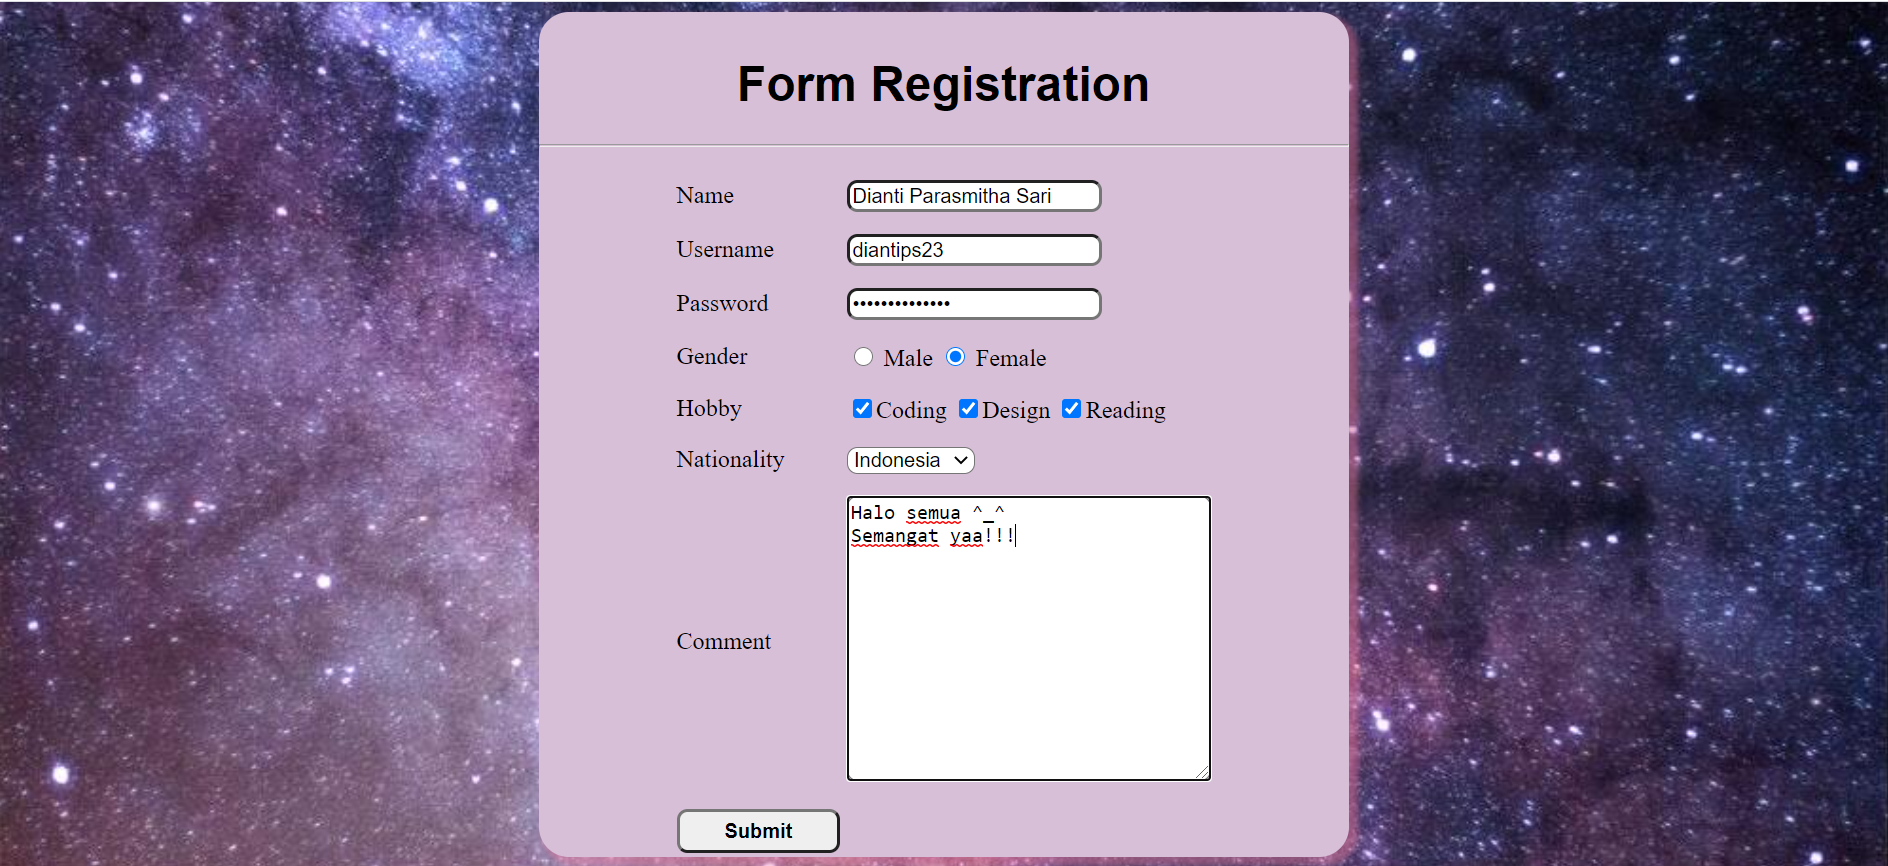 Form Registration
Name Dianti Parasmitha Sari
Username diantips23
Password ••••••••••••••
Gender Male Female
Hobby Coding Design Reading
Nationality Indonesia
Halo semua ^_^
Semangat yaa!!!
Comment
Submit